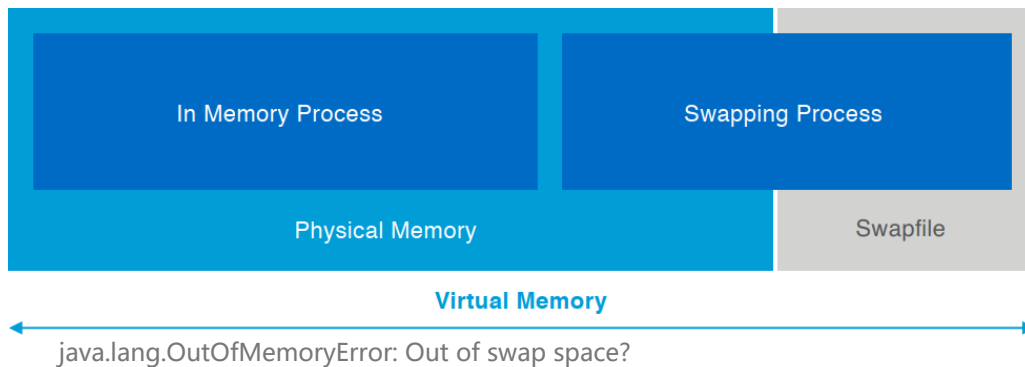 In Memory Process
Swapping Process
Physical Memory
Swapfile
Virtual Memory
java.lang.OutOfMemoryError: Out of swap space?